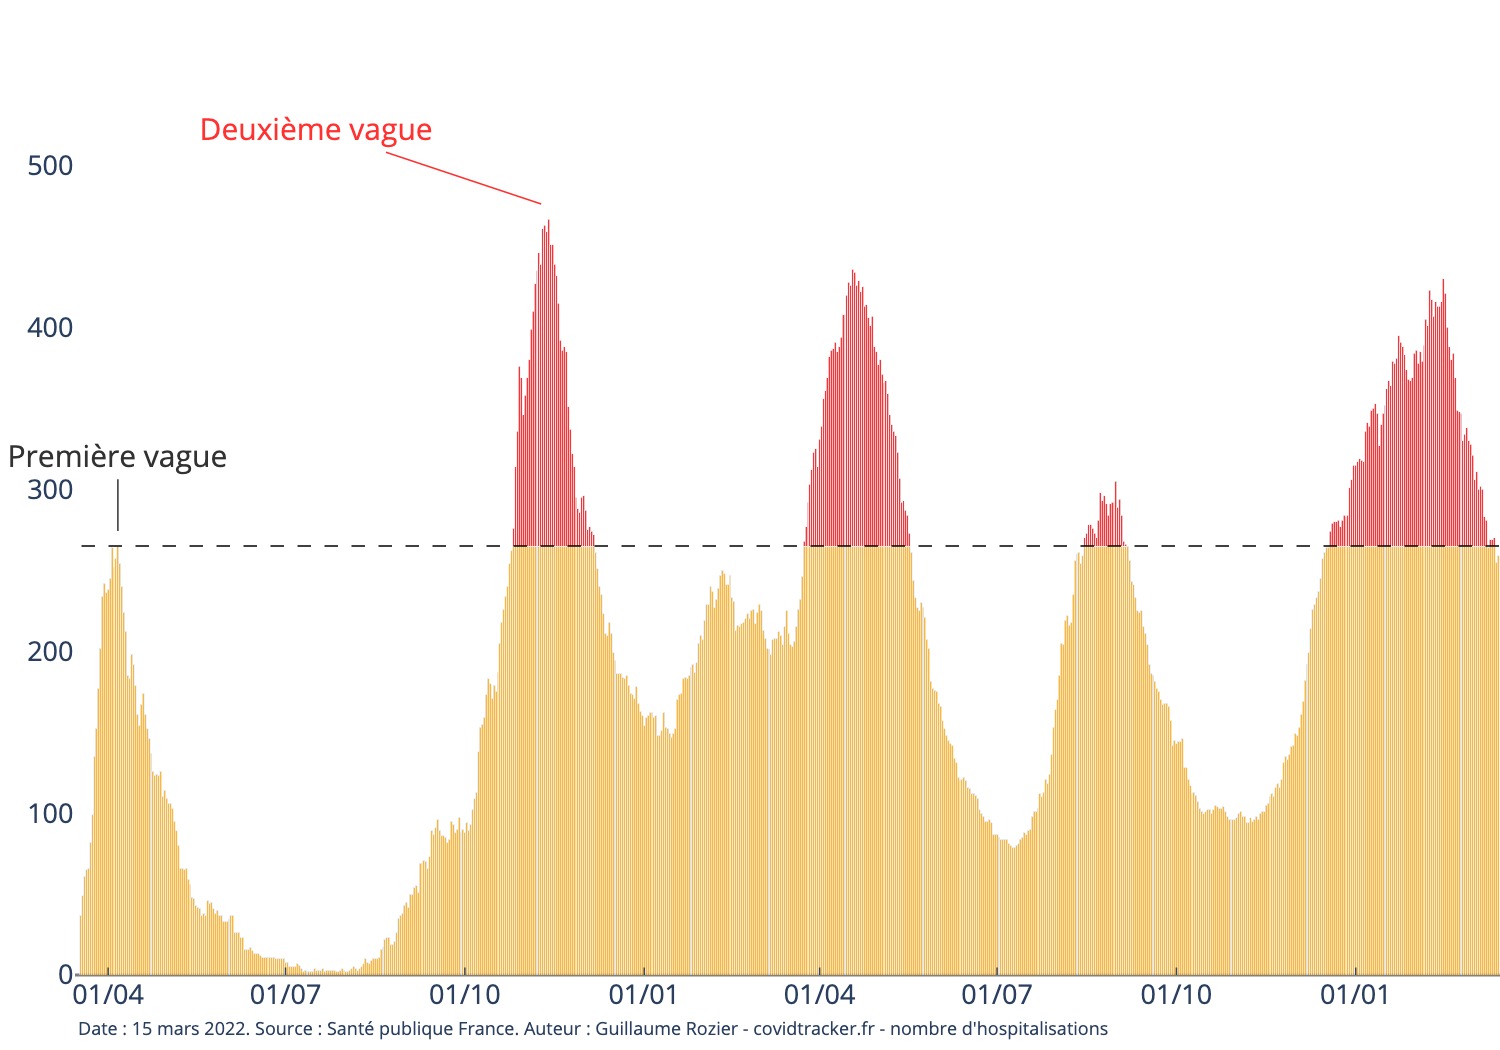 Deuxième vague
500
400
Première vague
300
200
100
0
01/04 01/07 01/10 01/01 01/04 01/07 01/10 01/01
Date : 15 mars 2022. Source : Santé publique France. Auteur : Guillaume Rozier - covidtracker.fr - nombre d'hospitalisations